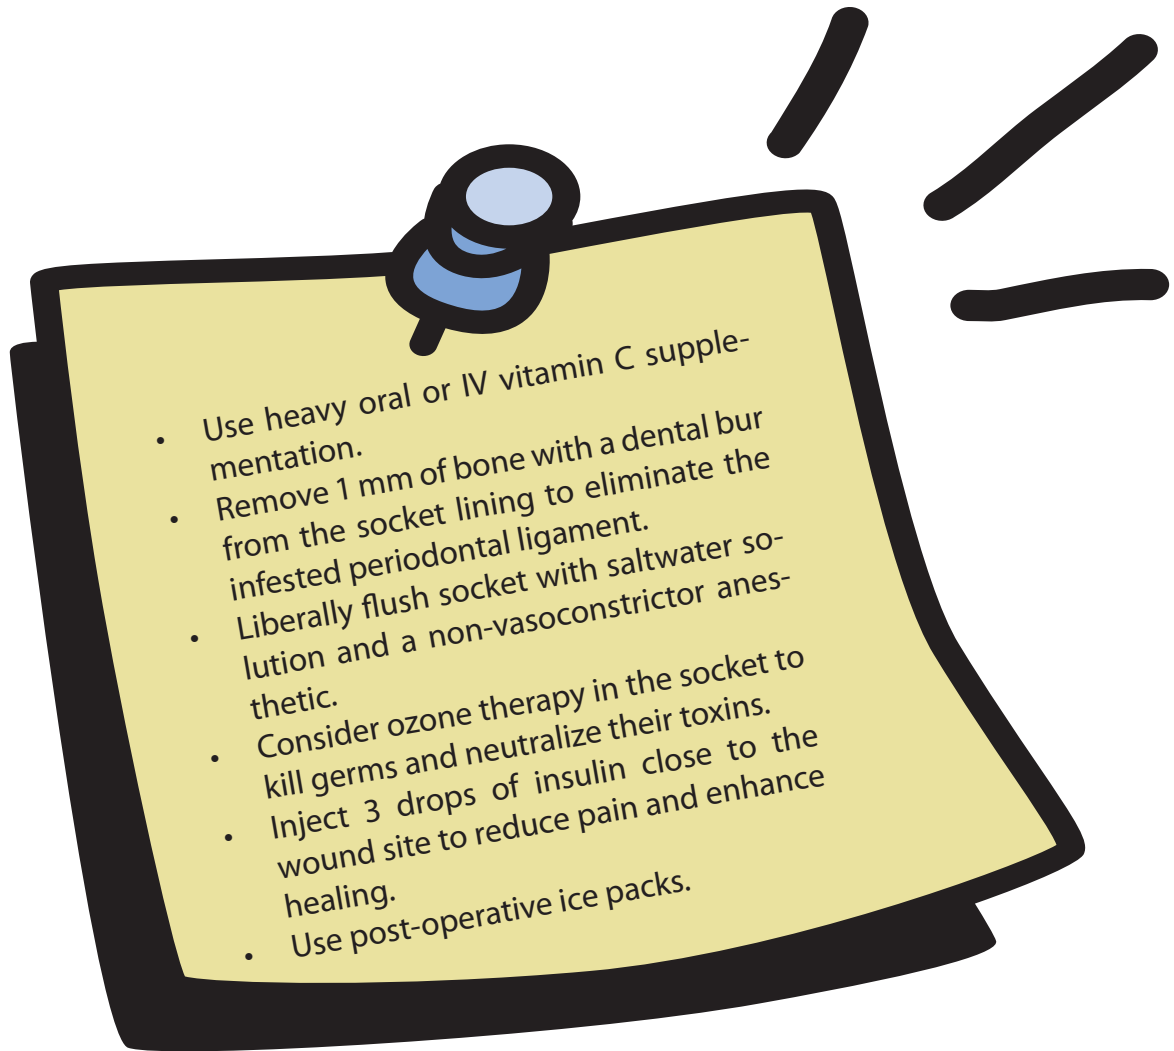 • Use heavy oral or IV vitamin C supple-
mentation.
• Remove 1 mm of bone with a dental bur
from the socket lining to eliminate the
infested periodontal ligament.
• Liberally flush socket with saltwater so-
lution and a non-vasoconstrictor anes-
thetic.
• Consider ozone therapy in the socket to
kill germs and neutralize their toxins.
• Inject 3 drops of insulin close to the
wound site to reduce pain and enhance
healing.
• Use post-operative ice packs.